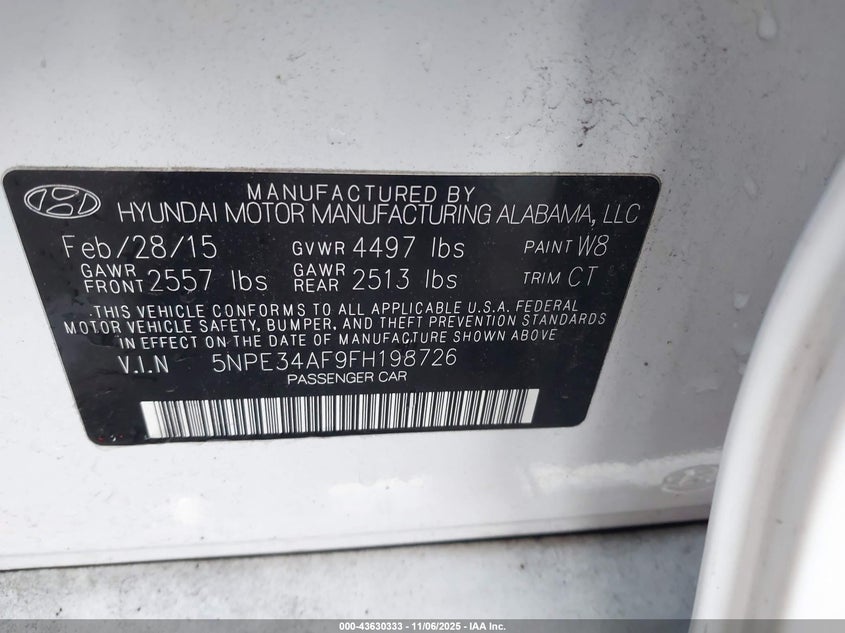 MANUFACTURED BY
HYUNDAI MOTOR MANUFACTURING ALABAMA, LLC
Feb/28/15 GVWR 4497 lbs PAINT W8
GAWR FRONT 2557 lbs GAWR REAR 2513 lbs TRIM CT
THIS VEHICLE CONFORMS TO ALL APPLICABLE U.S.A. FEDERAL
MOTOR VEHICLE SAFETY, BUMPER, AND THEFT PREVENTION STANDARDS
IN EFFECT ON THE DATE OF MANUFACTURE SHOWN ABOVE
V.I.N 5NPE34AF9FH198726
PASSENGER CAR
000-43630333 - 11/06/2025 - IAA Inc.